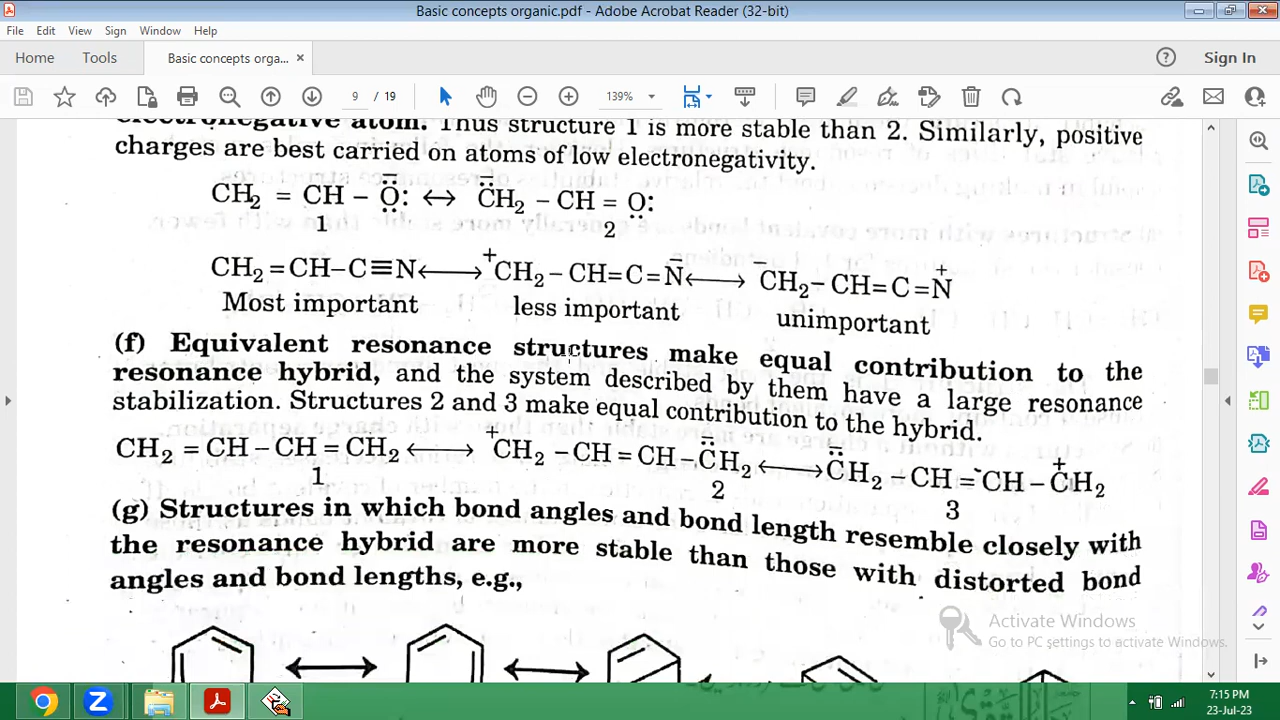 Basic concepts organic.pdf - Adobe Acrobat Reader (32-bit)
File Edit View Sign Window Help
Home Tools Basic concepts orga... × Sign In
9 / 19 139%
electronegative atom. Thus structure 1 is more stable than 2. Similarly, positive
charges are best carried on atoms of low electronegativity.
CH₂ = CH – Ō: ↔ C̄H₂ – CH = O:
1 2
CH₂=CH–C≡N ⟷ ⁺CH₂ – CH=C=N̄ ⟷ ⁻CH₂– CH=C=N⁺
Most important less important unimportant
(f) Equivalent resonance structures make equal contribution to the
resonance hybrid, and the system described by them have a large resonance
stabilization. Structures 2 and 3 make equal contribution to the hybrid.
CH₂ = CH – CH = CH₂ ⟷ ⁺CH₂ – CH = CH – C̄H₂ ⟷ C̄H₂ – CH = CH – C⁺H₂
1 2 3
(g) Structures in which bond angles and bond length resemble closely with
the resonance hybrid are more stable than those with distorted bond
angles and bond lengths, e.g.,
Activate Windows
Go to PC settings to activate Windows.
7:15 PM
23-Jul-23